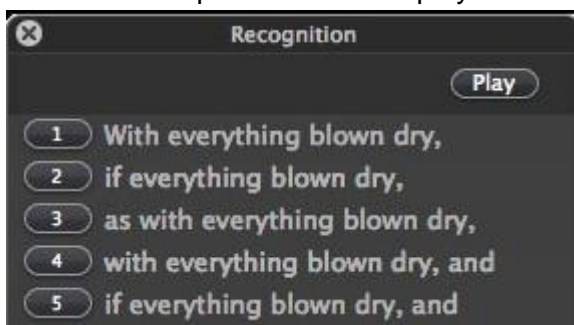 Recognition
Play
1 With everything blown dry,
2 if everything blown dry,
3 as with everything blown dry,
4 with everything blown dry, and
5 if everything blown dry, and